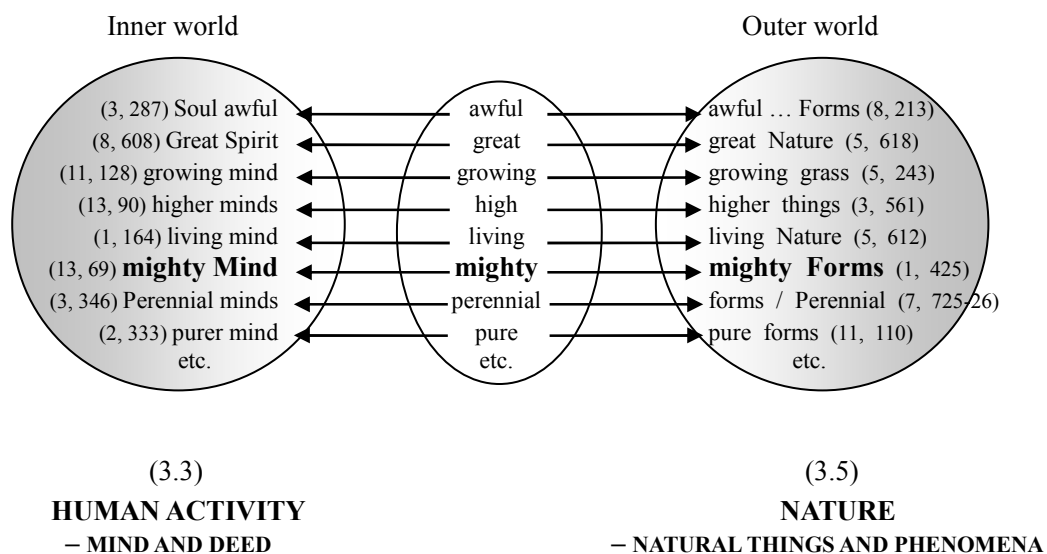 Inner world Outer world
(3, 287) Soul awful awful awful … Forms (8, 213)
(8, 608) Great Spirit great great Nature (5, 618)
(11, 128) growing mind growing growing grass (5, 243)
(13, 90) higher minds high higher things (3, 561)
(1, 164) living mind living living Nature (5, 612)
(13, 69) mighty Mind mighty mighty Forms (1, 425)
(3, 346) Perennial minds perennial forms / Perennial (7, 725-26)
(2, 333) purer mind pure pure forms (11, 110)
etc. etc. etc.
(3.3) (3.5)
HUMAN ACTIVITY NATURE
– MIND AND DEED – NATURAL THINGS AND PHENOMENA